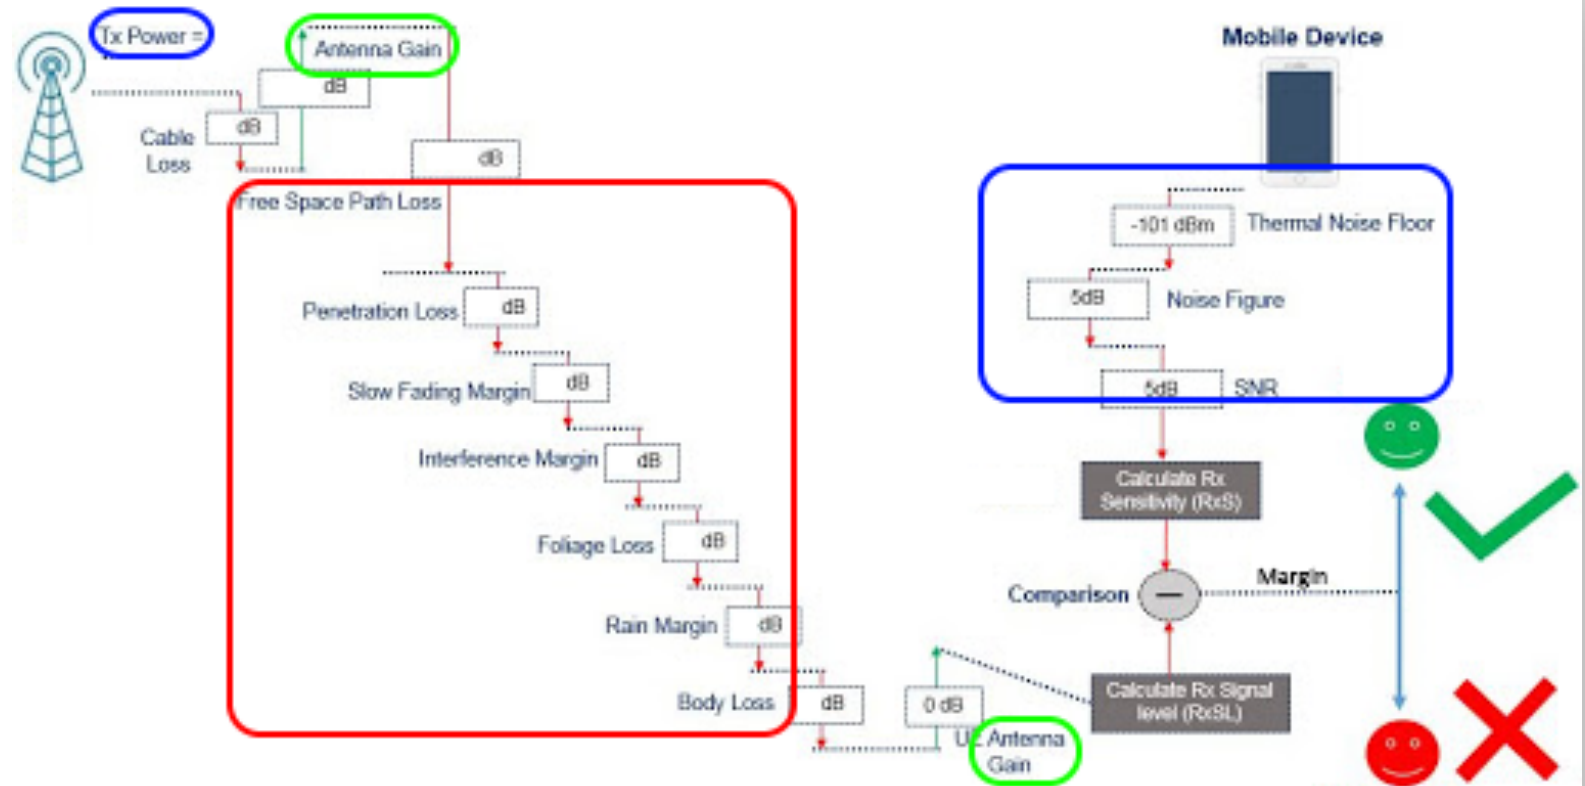 Tx Power =
Antenna Gain
dB
Cable
Loss
dB
dB
Free Space Path Loss
Penetration Loss
dB
Slow Fading Margin
dB
Interference Margin
dB
Foliage Loss
dB
Rain Margin
dB
Body Loss
dB
0 dB
UE Antenna
Gain
Mobile Device
-101 dBm
Thermal Noise Floor
5dB
Noise Figure
5dB
SNR
Calculate Rx
Sensitivity (RxS)
Comparison
Margin
Calculate Rx Signal
level (RxSL)